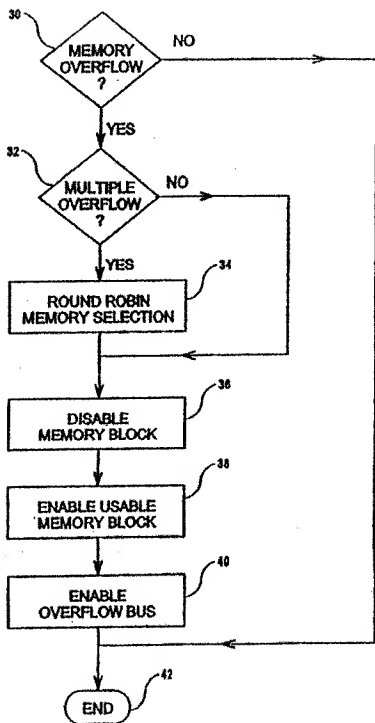 30
MEMORY
OVERFLOW
?
NO
YES
32
MULTIPLE
OVERFLOW
?
NO
YES
34
ROUND ROBIN
MEMORY SELECTION
36
DISABLE
MEMORY BLOCK
38
ENABLE USABLE
MEMORY BLOCK
40
ENABLE
OVERFLOW BUS
END
42